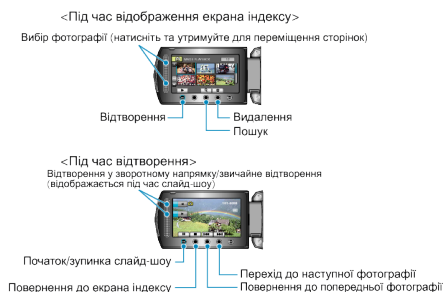 <Під час відображення екрана індексу>
Вибір фотографії (натисніть та утримуйте для переміщення сторінок)
Відтворення
Видалення
Пошук
<Під час відтворення>
Відтворення у зворотному напрямку/звичайне відтворення
(відображається під час слайд-шоу)
Початок/зупинка слайд-шоу
Перехід до наступної фотографії
Повернення до екрана індексу
Повернення до попередньої фотографії